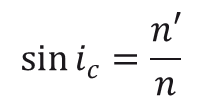 sin i_c = n′/n